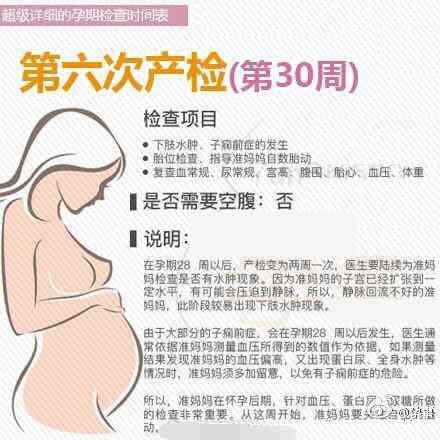 超级详细的孕期检查时间表
第六次产检(第30周)
检查项目
● 下肢水肿、子痫前症的发生
● 胎位检查、指导准妈妈自数胎动
● 复查血常规、尿常规、宫高、腹围、胎心、血压、体重
是否需要空腹：否
说明：
在孕期28 周以后，产检变为两周一次，医生要陆续为准妈
妈检查是否有水肿现象。因为准妈妈的子宫已经扩张到一
定水平，有可能会压迫到静脉，所以，静脉回流不好的准
妈妈，此阶段较易出现下肢水肿现象。
由于大部分的子痫前症，会在孕期28 周以后发生，医生通
常依据准妈妈测量血压所得到的数值作为依据，如果测量
结果发现准妈妈的血压偏高，又出现蛋白尿、全身水肿等
情况时，准妈妈须多加留意，以免有子痫前症的危险。
所以，准妈妈在怀孕后期，针对血压、蛋白尿、尿糖所做
的检查非常重要。从这周开始，准妈妈要